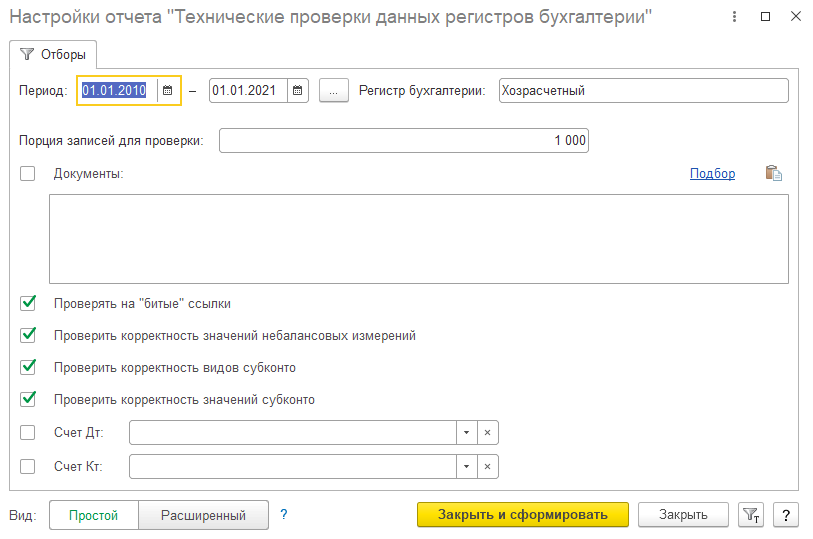 Настройки отчета "Технические проверки данных регистров бухгалтерии"
Отборы
Период: 01.01.2010 – 01.01.2021 ... Регистр бухгалтерии: Хозрасчетный
Порция записей для проверки: 1 000
Документы: Подбор
Проверять на "битые" ссылки
Проверить корректность значений небалансовых измерений
Проверить корректность видов субконто
Проверить корректность значений субконто
Счет Дт:
Счет Кт:
Вид: Простой Расширенный ? Закрыть и сформировать Закрыть ?